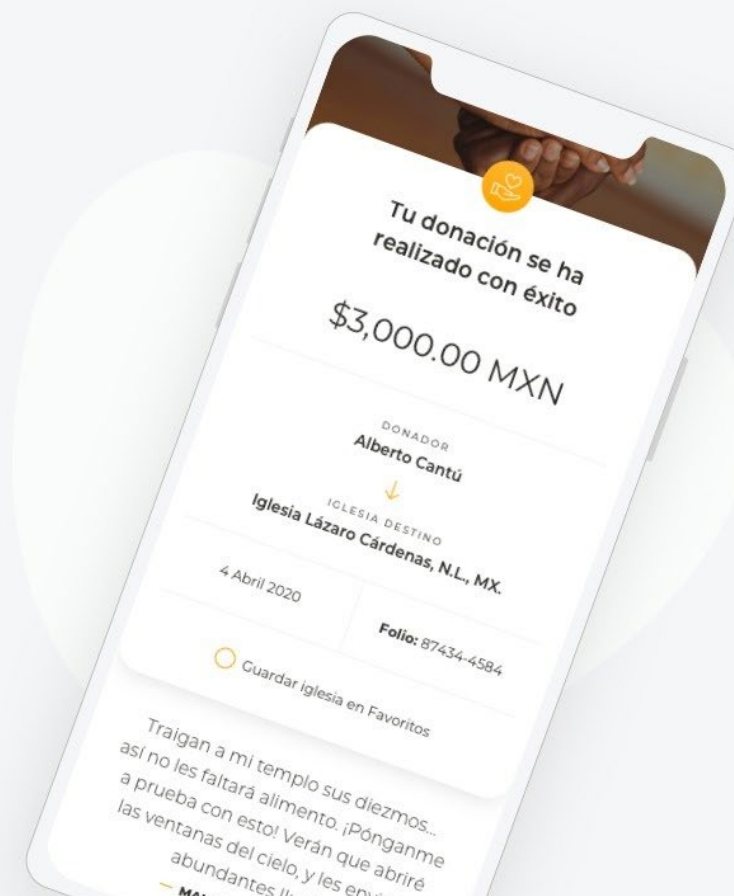 Tu donación se ha
realizado con éxito
$3,000.00 MXN
DONADOR
Alberto Cantú
IGLESIA DESTINO
Iglesia Lázaro Cárdenas, N.L., MX.
4 Abril 2020
Folio: 87434-4584
Guardar iglesia en Favoritos
Traigan a mi templo sus diezmos...
así no les faltará alimento. ¡Pónganme
a prueba con esto! Verán que abriré
las ventanas del cielo, y les
abundantes